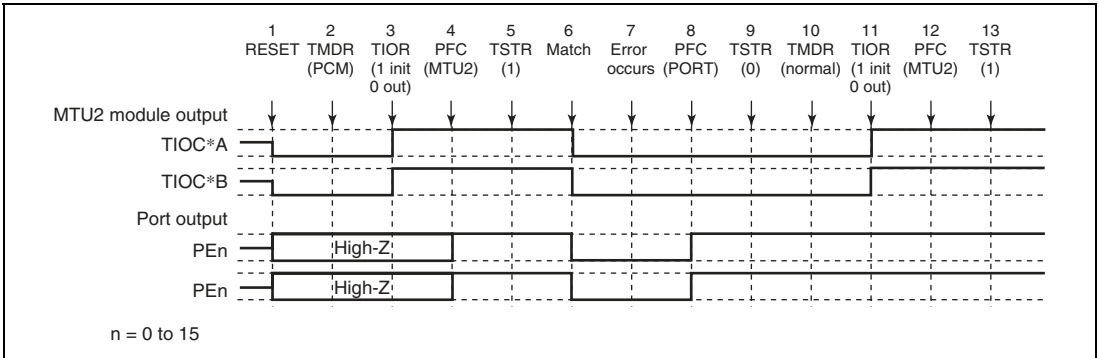 1 2 3 4 5 6 7 8 9 10 11 12 13
RESET TMDR TIOR PFC TSTR Match Error PFC TSTR TMDR TIOR PFC TSTR
(PCM) (1 init (MTU2) (1) occurs (PORT) (0) (normal) (1 init (MTU2) (1)
0 out) 0 out)
MTU2 module output
TIOC*A
TIOC*B
Port output
PEn High-Z
PEn High-Z
n = 0 to 15